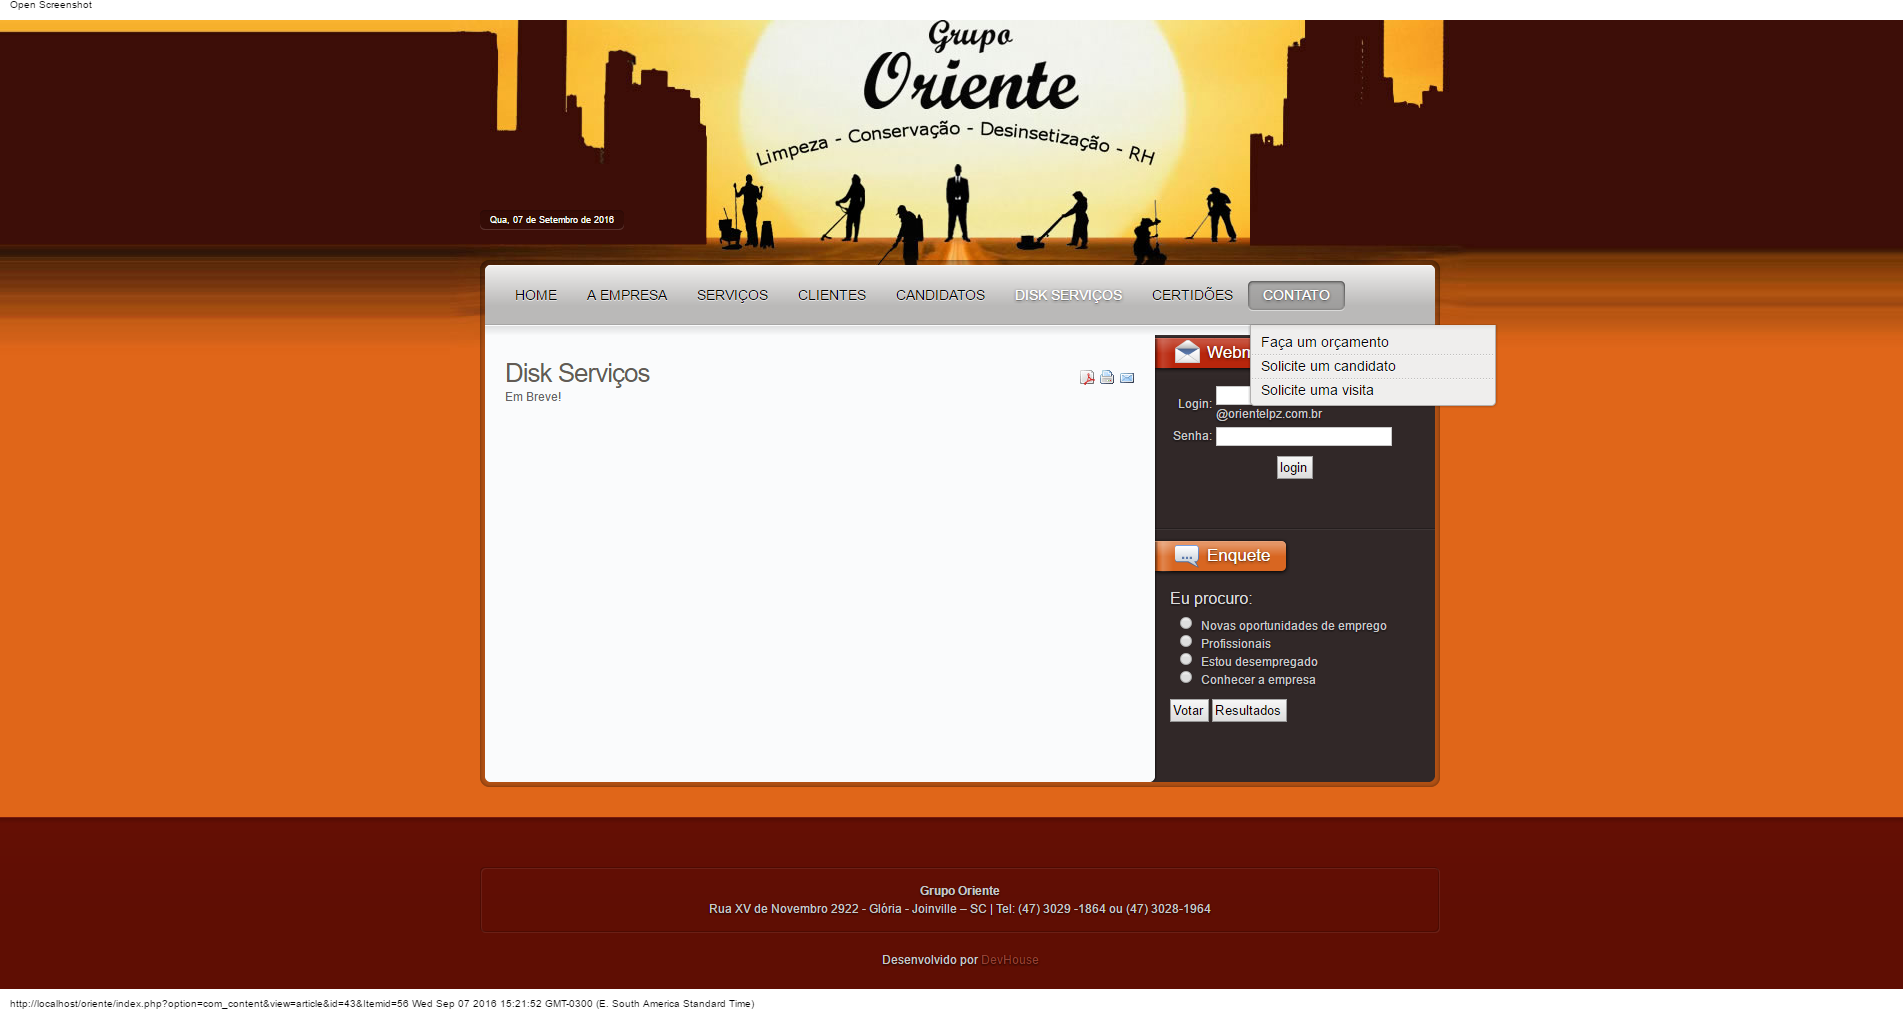 Open Screenshot
Grupo
Oriente
Limpeza - Conservação - Desinsetização - RH
Qua, 07 de Setembro de 2016
HOME A EMPRESA SERVIÇOS CLIENTES CANDIDATOS DISK SERVIÇOS CERTIDÕES CONTATO
Faça um orçamento
Solicite um candidato
Solicite uma visita
Disk Serviços
Em Breve!
Login:
@orientelpz.com.br
Senha:
login
Enquete
Eu procuro:
Novas oportunidades de emprego
Profissionais
Estou desempregado
Conhecer a empresa
Votar Resultados
Grupo Oriente
Rua XV de Novembro 2922 - Glória - Joinville – SC | Tel: (47) 3029 -1864 ou (47) 3028-1964
Desenvolvido por DevHouse
http://localhost/oriente/index.php?option=com_content&view=article&id=43&Itemid=56 Wed Sep 07 2016 15:21:52 GMT-0300 (E. South America Standard Time)